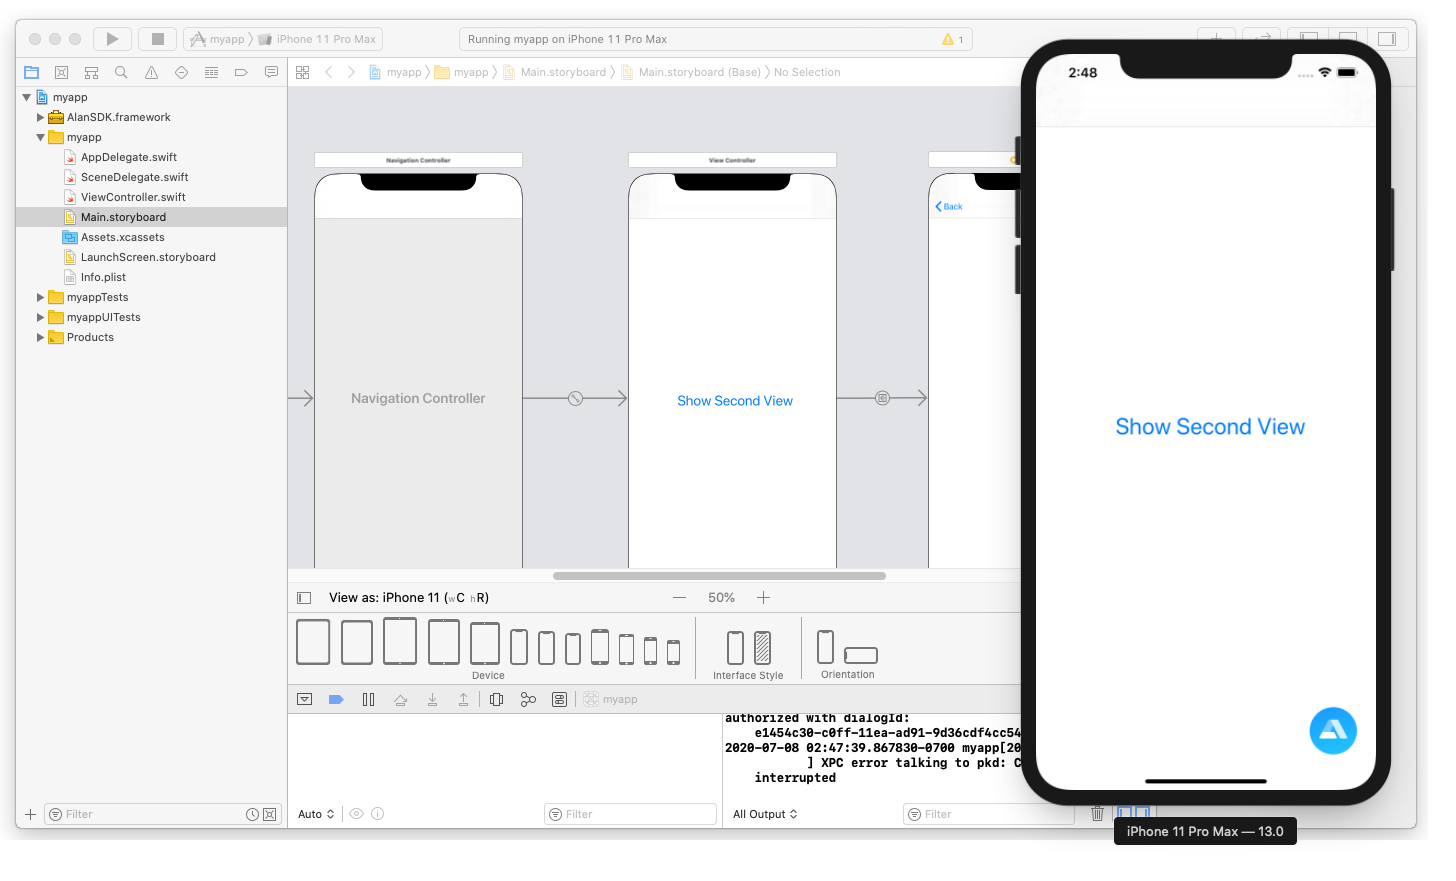 myapp 〉 iPhone 11 Pro Max
Running myapp on iPhone 11 Pro Max
1
myapp 〉 myapp 〉 Main.storyboard 〉 Main.storyboard (Base) 〉 No Selection
myapp
AlanSDK.framework
myapp
AppDelegate.swift
SceneDelegate.swift
ViewController.swift
Main.storyboard
Assets.xcassets
LaunchScreen.storyboard
Info.plist
myappTests
myappUITests
Products
Filter
Navigation Controller
Navigation Controller
View Controller
Show Second View
Back
View as: iPhone 11 (wC hR)
50%
Device
Interface Style
Orientation
myapp
authorized with dialogId:
e1454c30-c0ff-11ea-ad91-9d36cdf4cc54
2020-07-08 02:47:39.867830-0700 myapp[20
] XPC error talking to pkd: C
interrupted
Auto
Filter
All Output
Filter
2:48
Show Second View
iPhone 11 Pro Max — 13.0